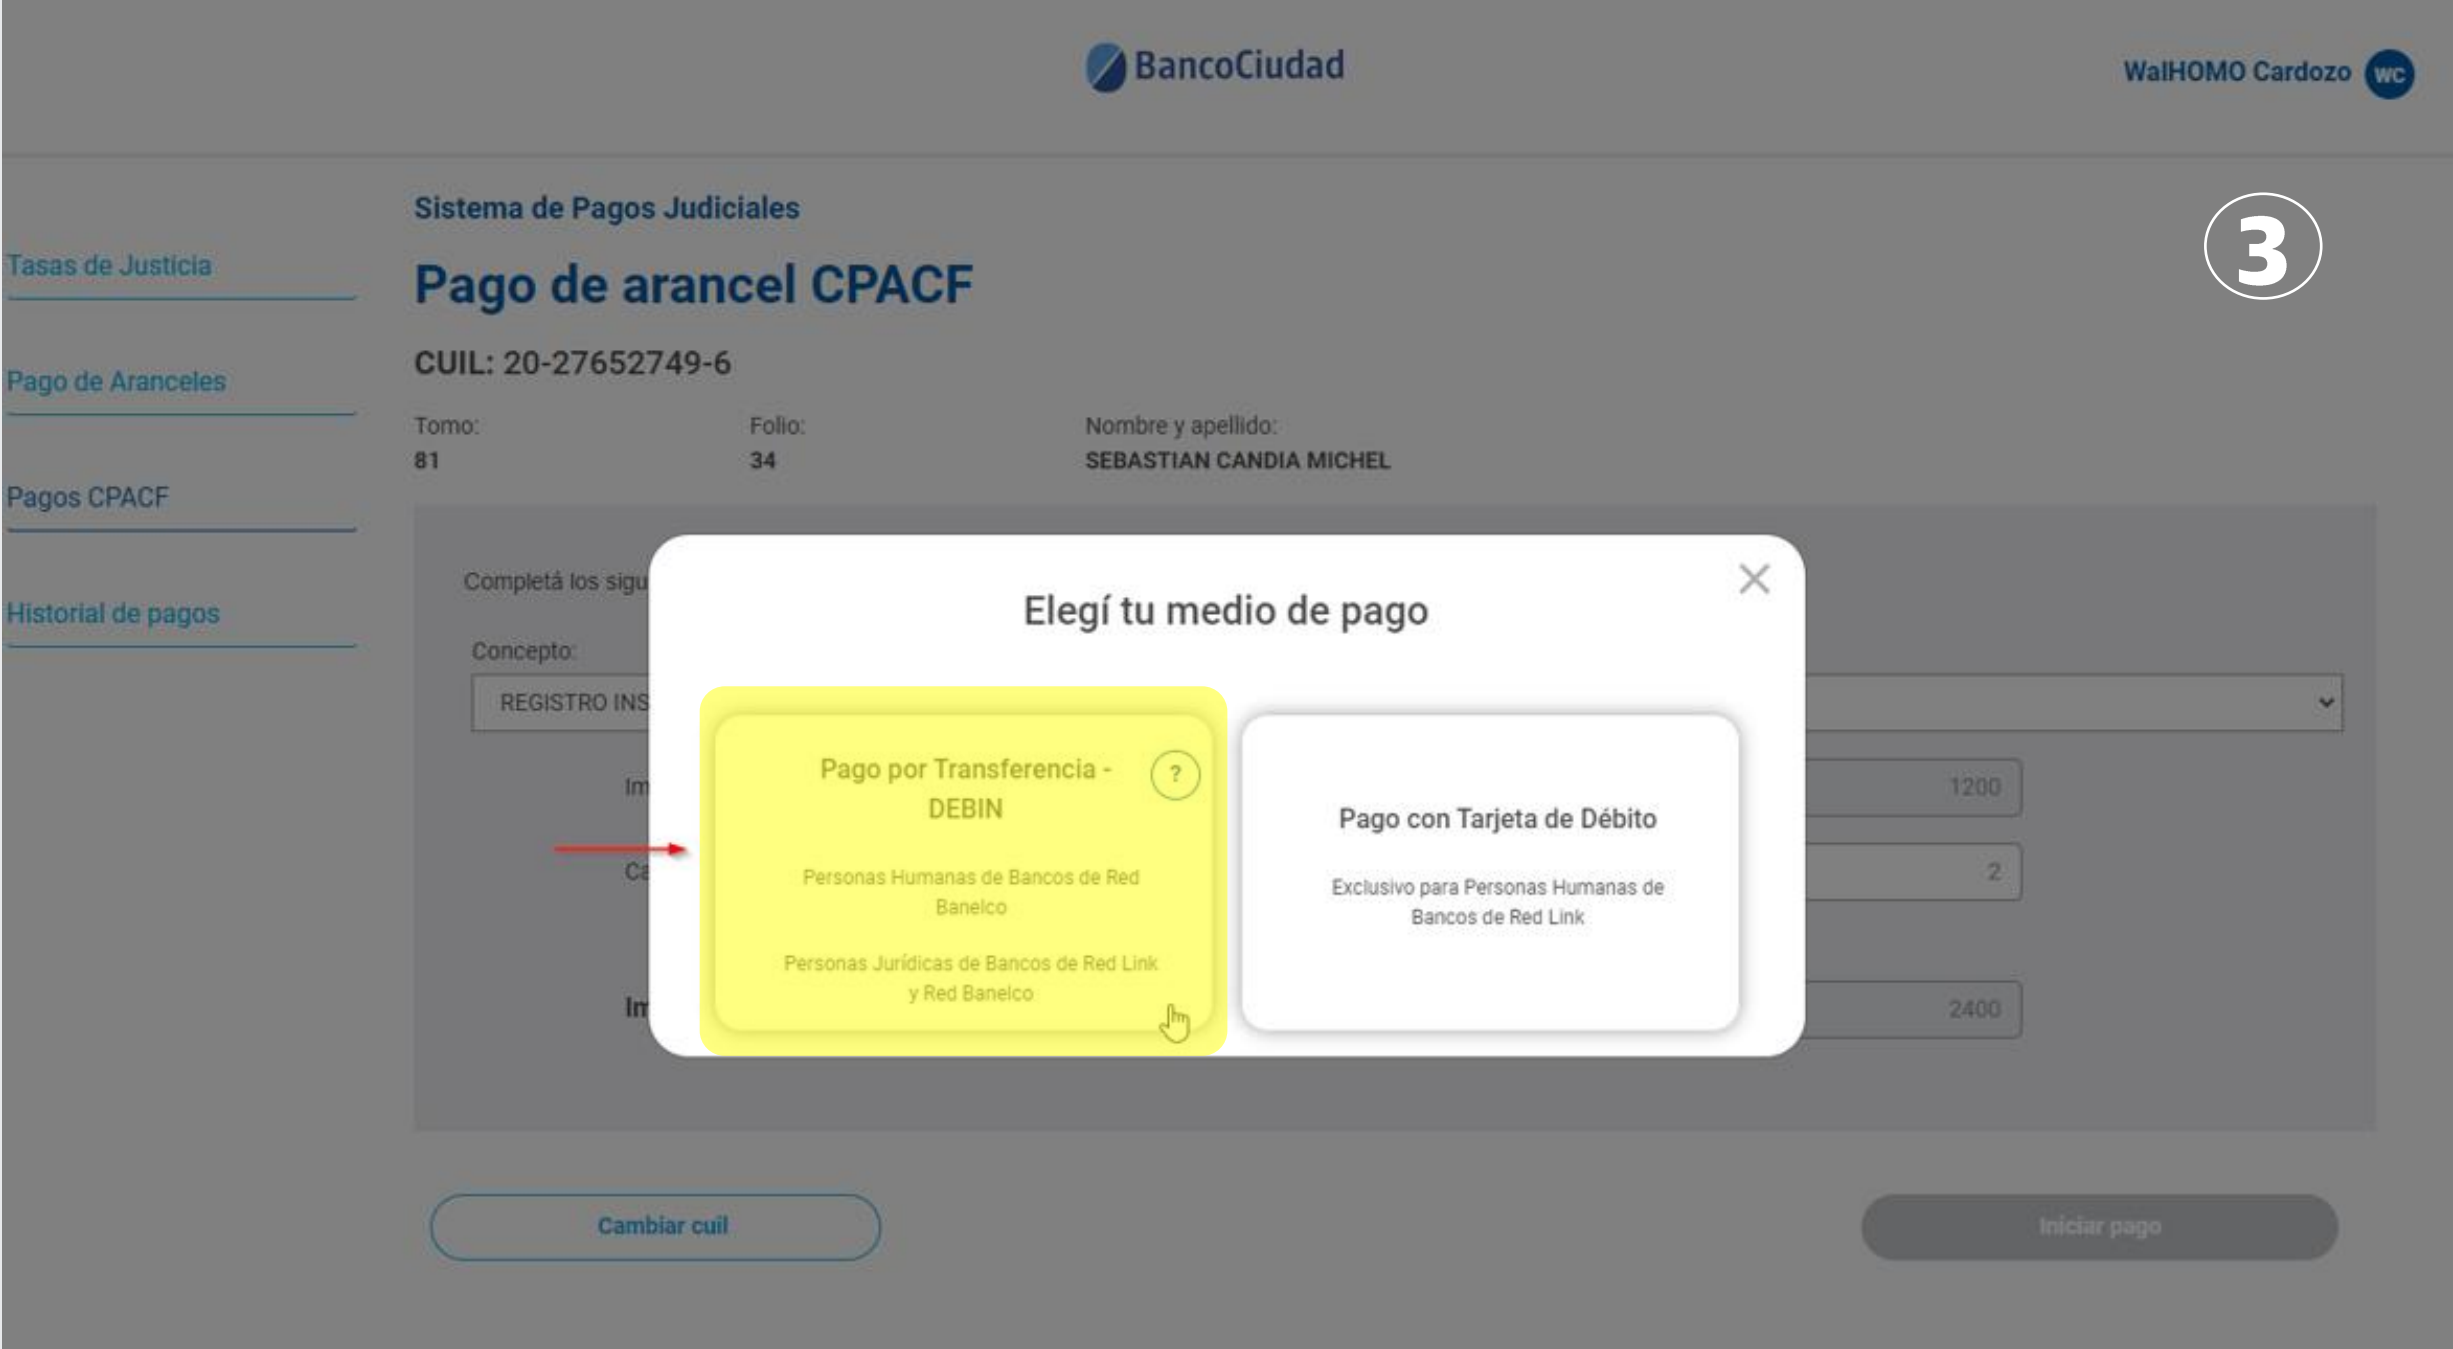 BancoCiudad
WalHOMO Cardozo WC
Sistema de Pagos Judiciales
3
Tasas de Justicia
Pago de arancel CPACF
CUIL: 20-27652749-6
Pago de Aranceles
Tomo: Folio: Nombre y apellido:
81 34 SEBASTIAN CANDIA MICHEL
Pagos CPACF
Completá los sigu
Historial de pagos
Elegí tu medio de pago
Concepto:
REGISTRO INS
Pago por Transferencia -
DEBIN
?
Personas Humanas de Bancos de Red
Banelco
Personas Jurídicas de Bancos de Red Link
y Red Banelco
Pago con Tarjeta de Débito
Exclusivo para Personas Humanas de
Bancos de Red Link
Im 1200
Ca 2
Im 2400
Cambiar cuil
Iniciar pago